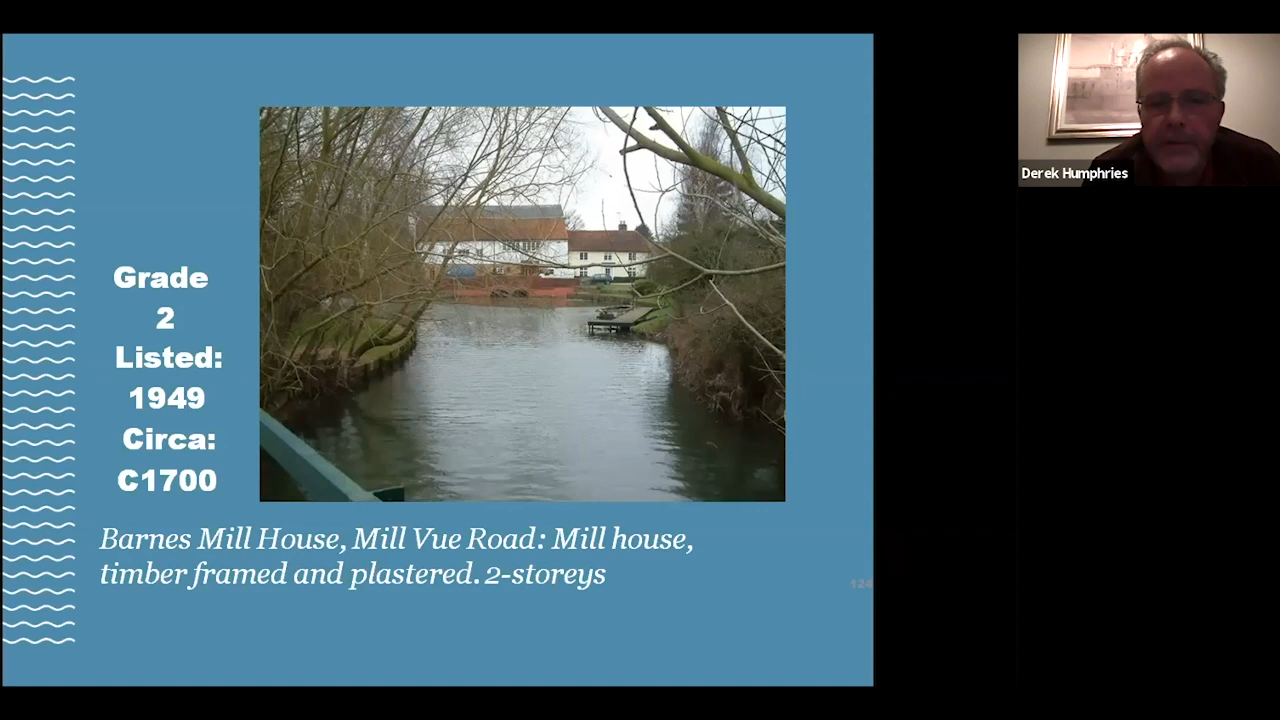 Grade
2
Listed:
1949
Circa:
C1700
Barnes Mill House, Mill Vue Road: Mill house,
timber framed and plastered. 2-storeys
124
Derek Humphries